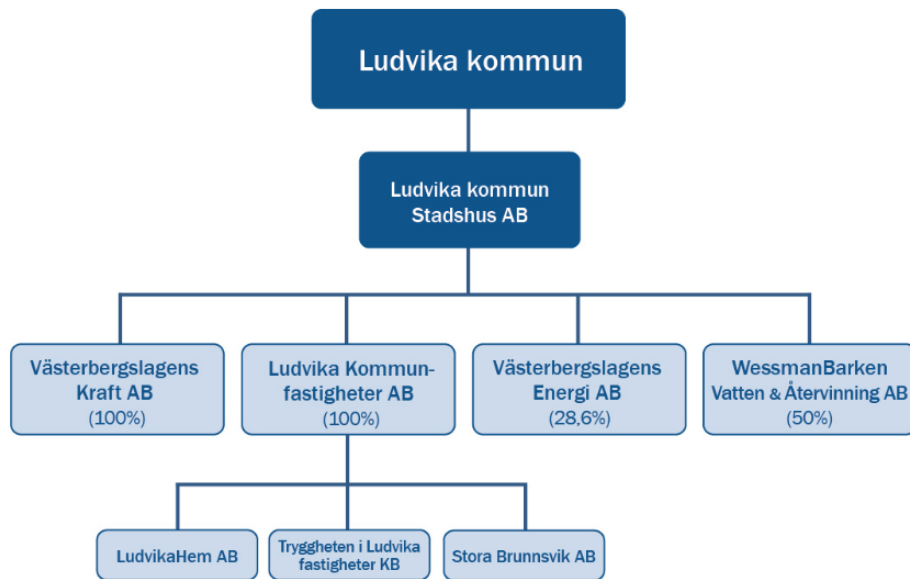 Ludvika kommun
Ludvika kommun
Stadshus AB
Västerbergslagens
Kraft AB
(100%)
Ludvika Kommun-
fastigheter AB
(100%)
Västerbergslagens
Energi AB
(28,6%)
WessmanBarken
Vatten & Återvinning AB
(50%)
LudvikaHem AB
Tryggheten i Ludvika
fastigheter KB
Stora Brunnsvik AB